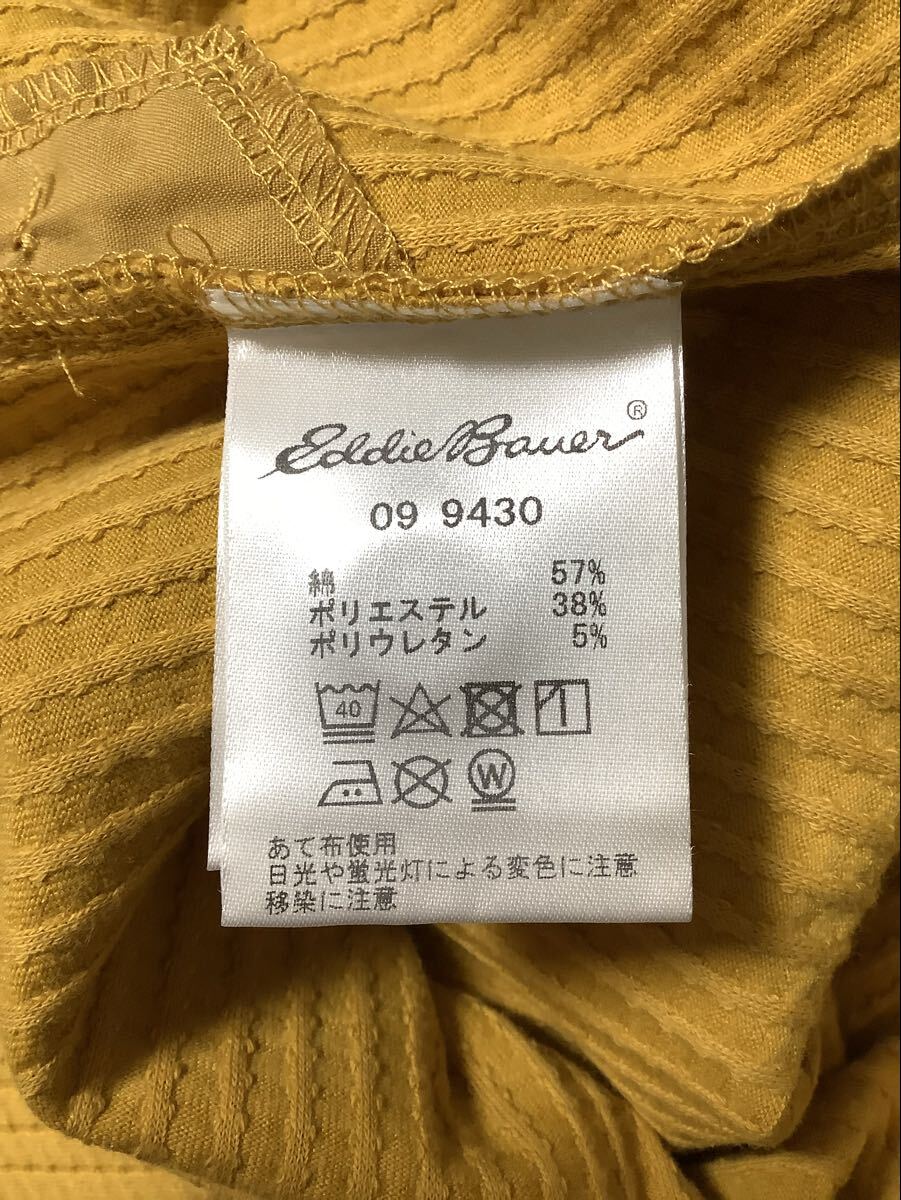 Eddie Bauer®
09 9430
綿 57%
ポリエステル 38%
ポリウレタン 5%
40
W
あて布使用
日光や蛍光灯による変色に注意
移染に注意